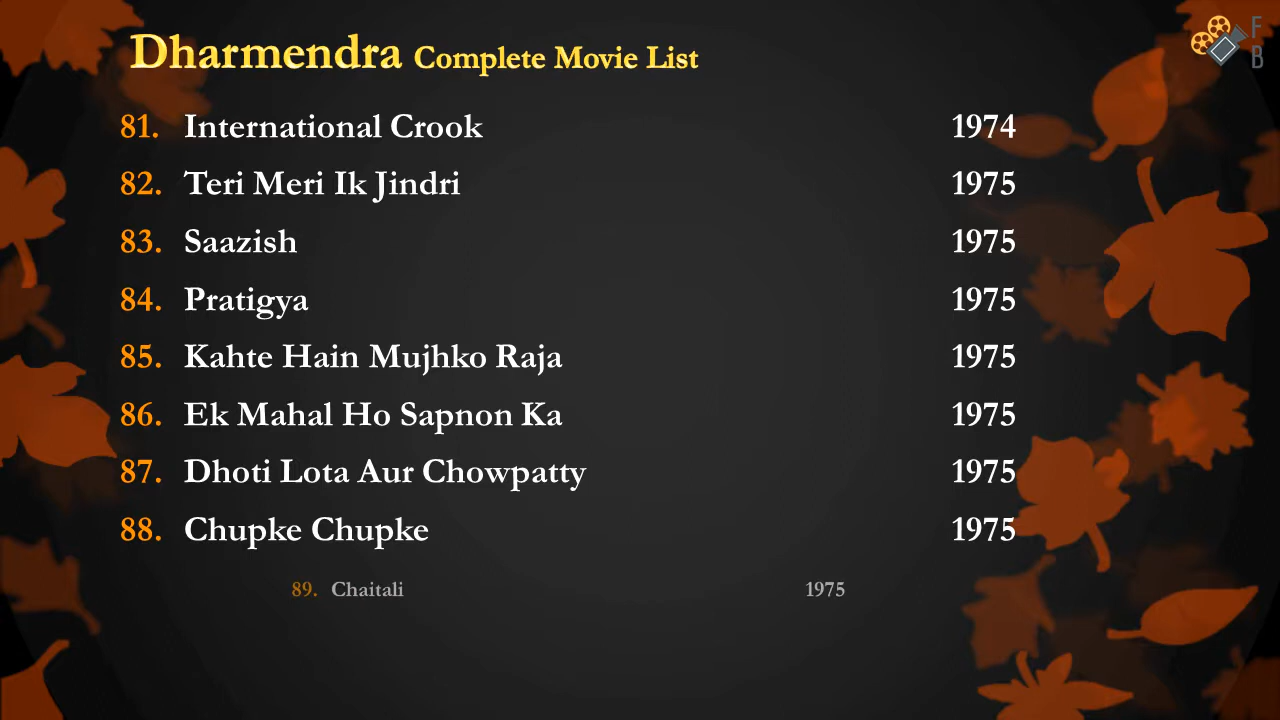 Dharmendra Complete Movie List
F
B
81. International Crook 1974
82. Teri Meri Ik Jindri 1975
83. Saazish 1975
84. Pratigya 1975
85. Kahte Hain Mujhko Raja 1975
86. Ek Mahal Ho Sapnon Ka 1975
87. Dhoti Lota Aur Chowpatty 1975
88. Chupke Chupke 1975
89. Chaitali 1975